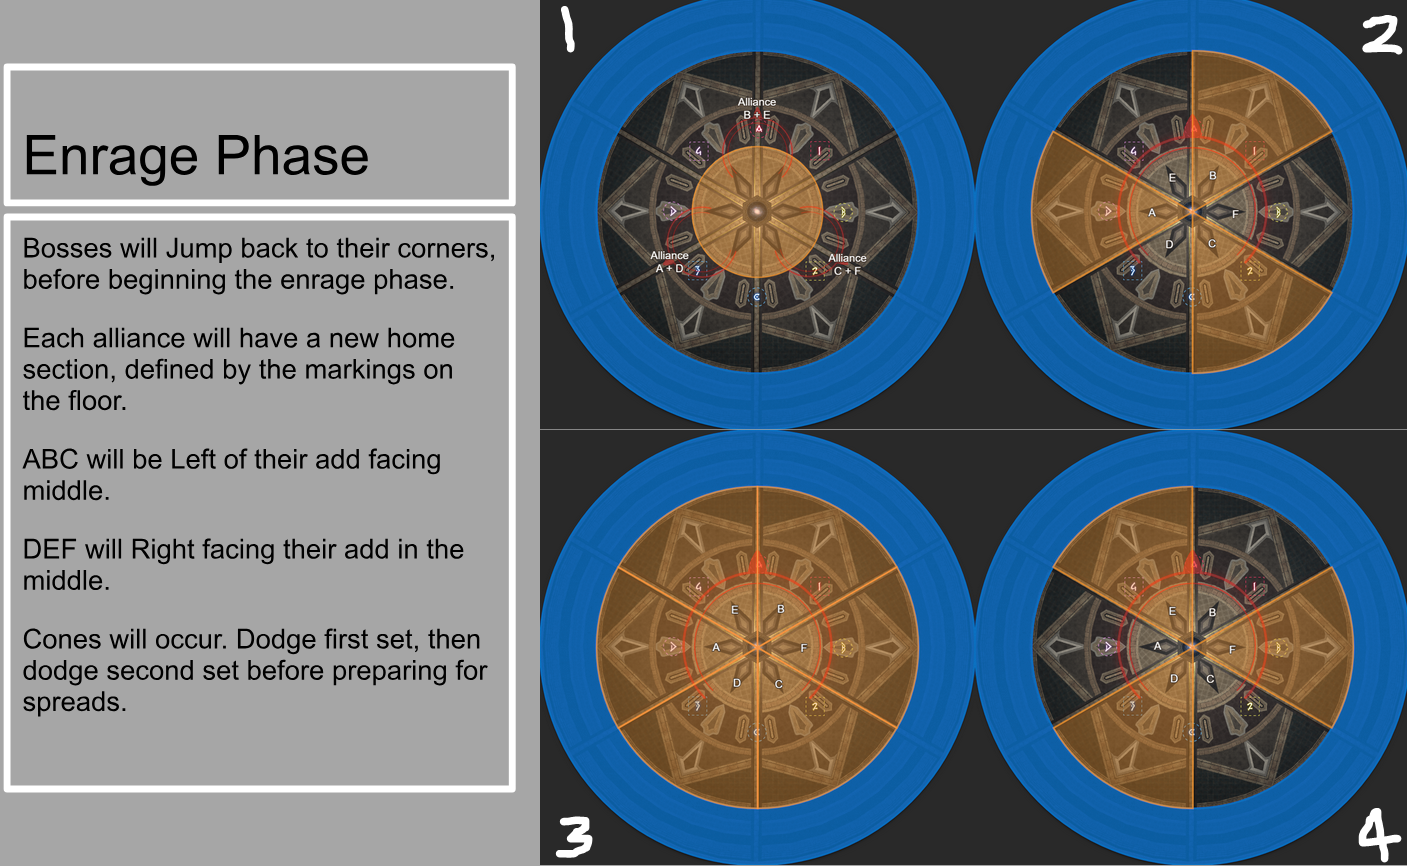 Enrage Phase
Bosses will Jump back to their corners,
before beginning the enrage phase.
Each alliance will have a new home
section, defined by the markings on
the floor.
ABC will be Left of their add facing
middle.
DEF will Right facing their add in the
middle.
Cones will occur. Dodge first set, then
dodge second set before preparing for
spreads.
1
Alliance
B + E
A
4
1
D
B
Alliance
A + D
3
Alliance
C + F
2
C
2
A
4
1
E
B
D
A
F
B
D
C
3
2
C
3
A
4
1
E
B
D
A
F
B
D
C
3
2
C
4
A
4
1
E
B
D
A
F
B
D
C
3
2
C